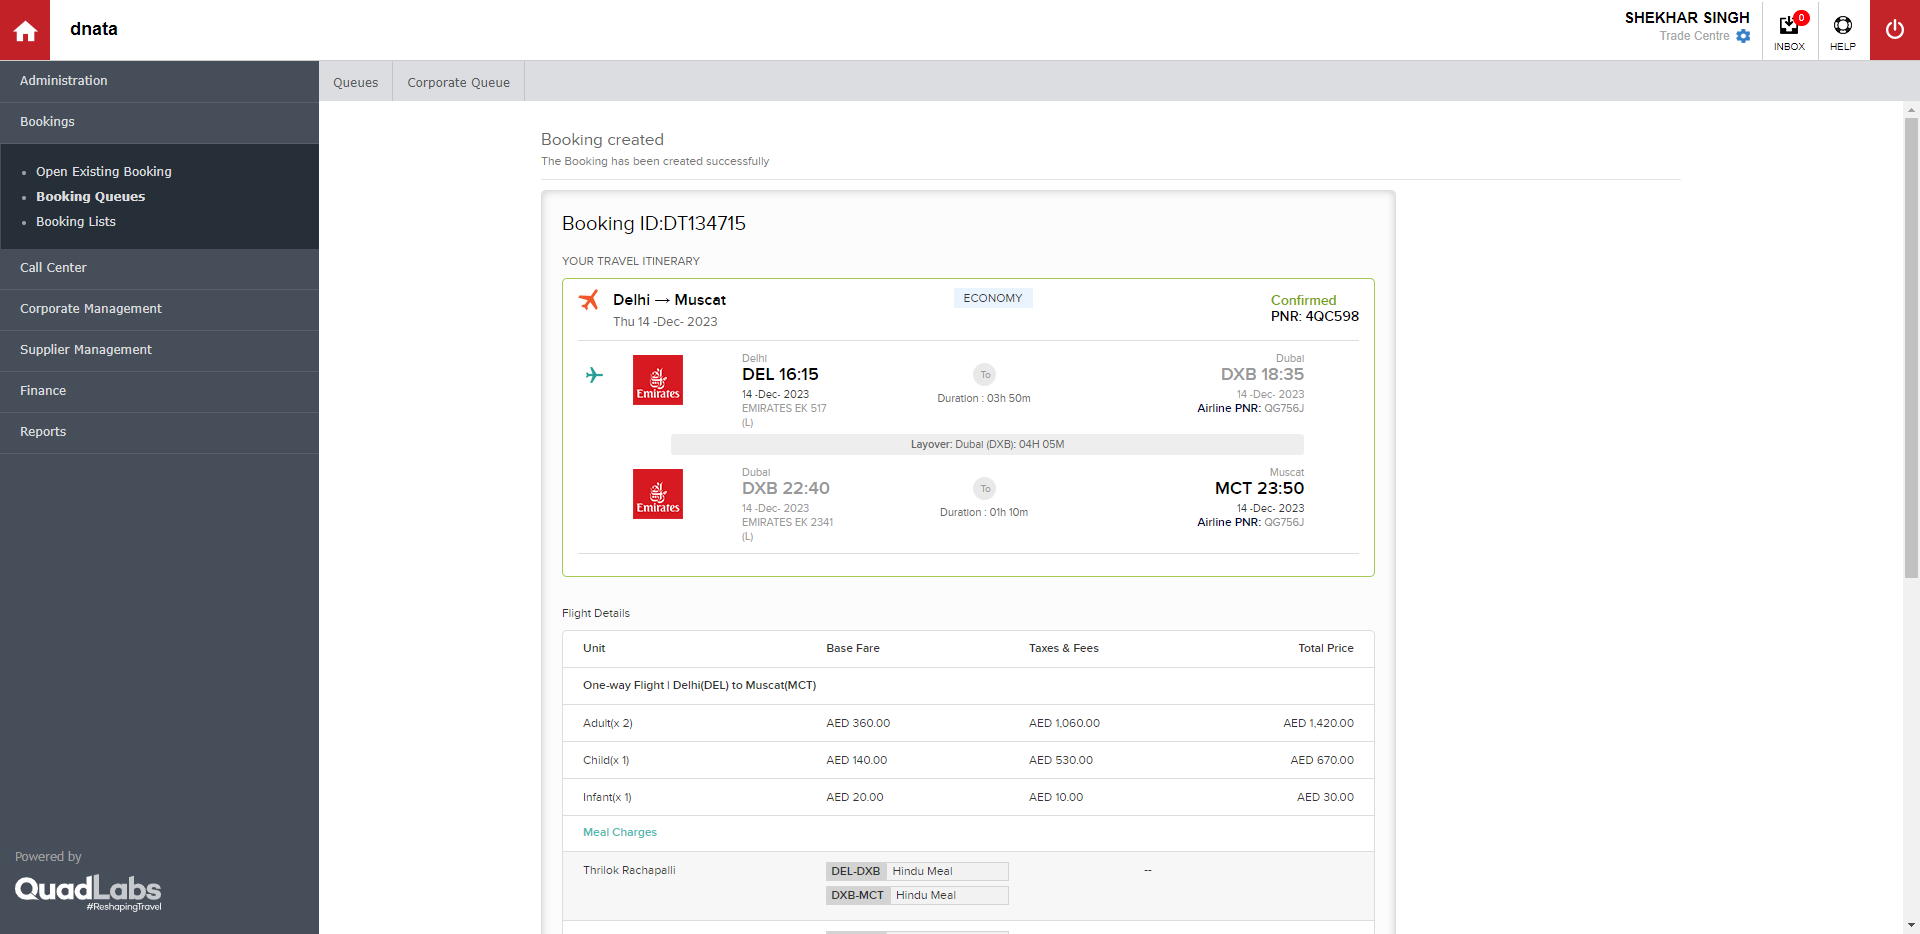 dnata
SHEKHAR SINGH
Trade Centre
0
INBOX
HELP
Administration
Bookings
Open Existing Booking
Booking Queues
Booking Lists
Call Center
Corporate Management
Supplier Management
Finance
Reports
Powered by
QuadLabs
#ReshapingTravel
Queues
Corporate Queue
Booking created
The Booking has been created successfully
Booking ID:DT134715
YOUR TRAVEL ITINERARY
Delhi → Muscat
ECONOMY
Confirmed
Thu 14 -Dec- 2023
PNR: 4QC598
Emirates
Delhi
DEL 16:15
14 -Dec- 2023
EMIRATES EK 517
(L)
To
Duration : 03h 50m
Dubai
DXB 18:35
14 -Dec- 2023
Airline PNR: QG756J
Layover: Dubai (DXB): 04H 05M
Emirates
Dubai
DXB 22:40
14 -Dec- 2023
EMIRATES EK 2341
(L)
To
Duration : 01h 10m
Muscat
MCT 23:50
14 -Dec- 2023
Airline PNR: QG756J
Flight Details
Unit Base Fare Taxes & Fees Total Price
One-way Flight | Delhi(DEL) to Muscat(MCT)
Adult(x 2) AED 360.00 AED 1,060.00 AED 1,420.00
Child(x 1) AED 140.00 AED 530.00 AED 670.00
Infant(x 1) AED 20.00 AED 10.00 AED 30.00
Meal Charges
Thrilok Rachapalli DEL-DXB Hindu Meal --
DXB-MCT Hindu Meal